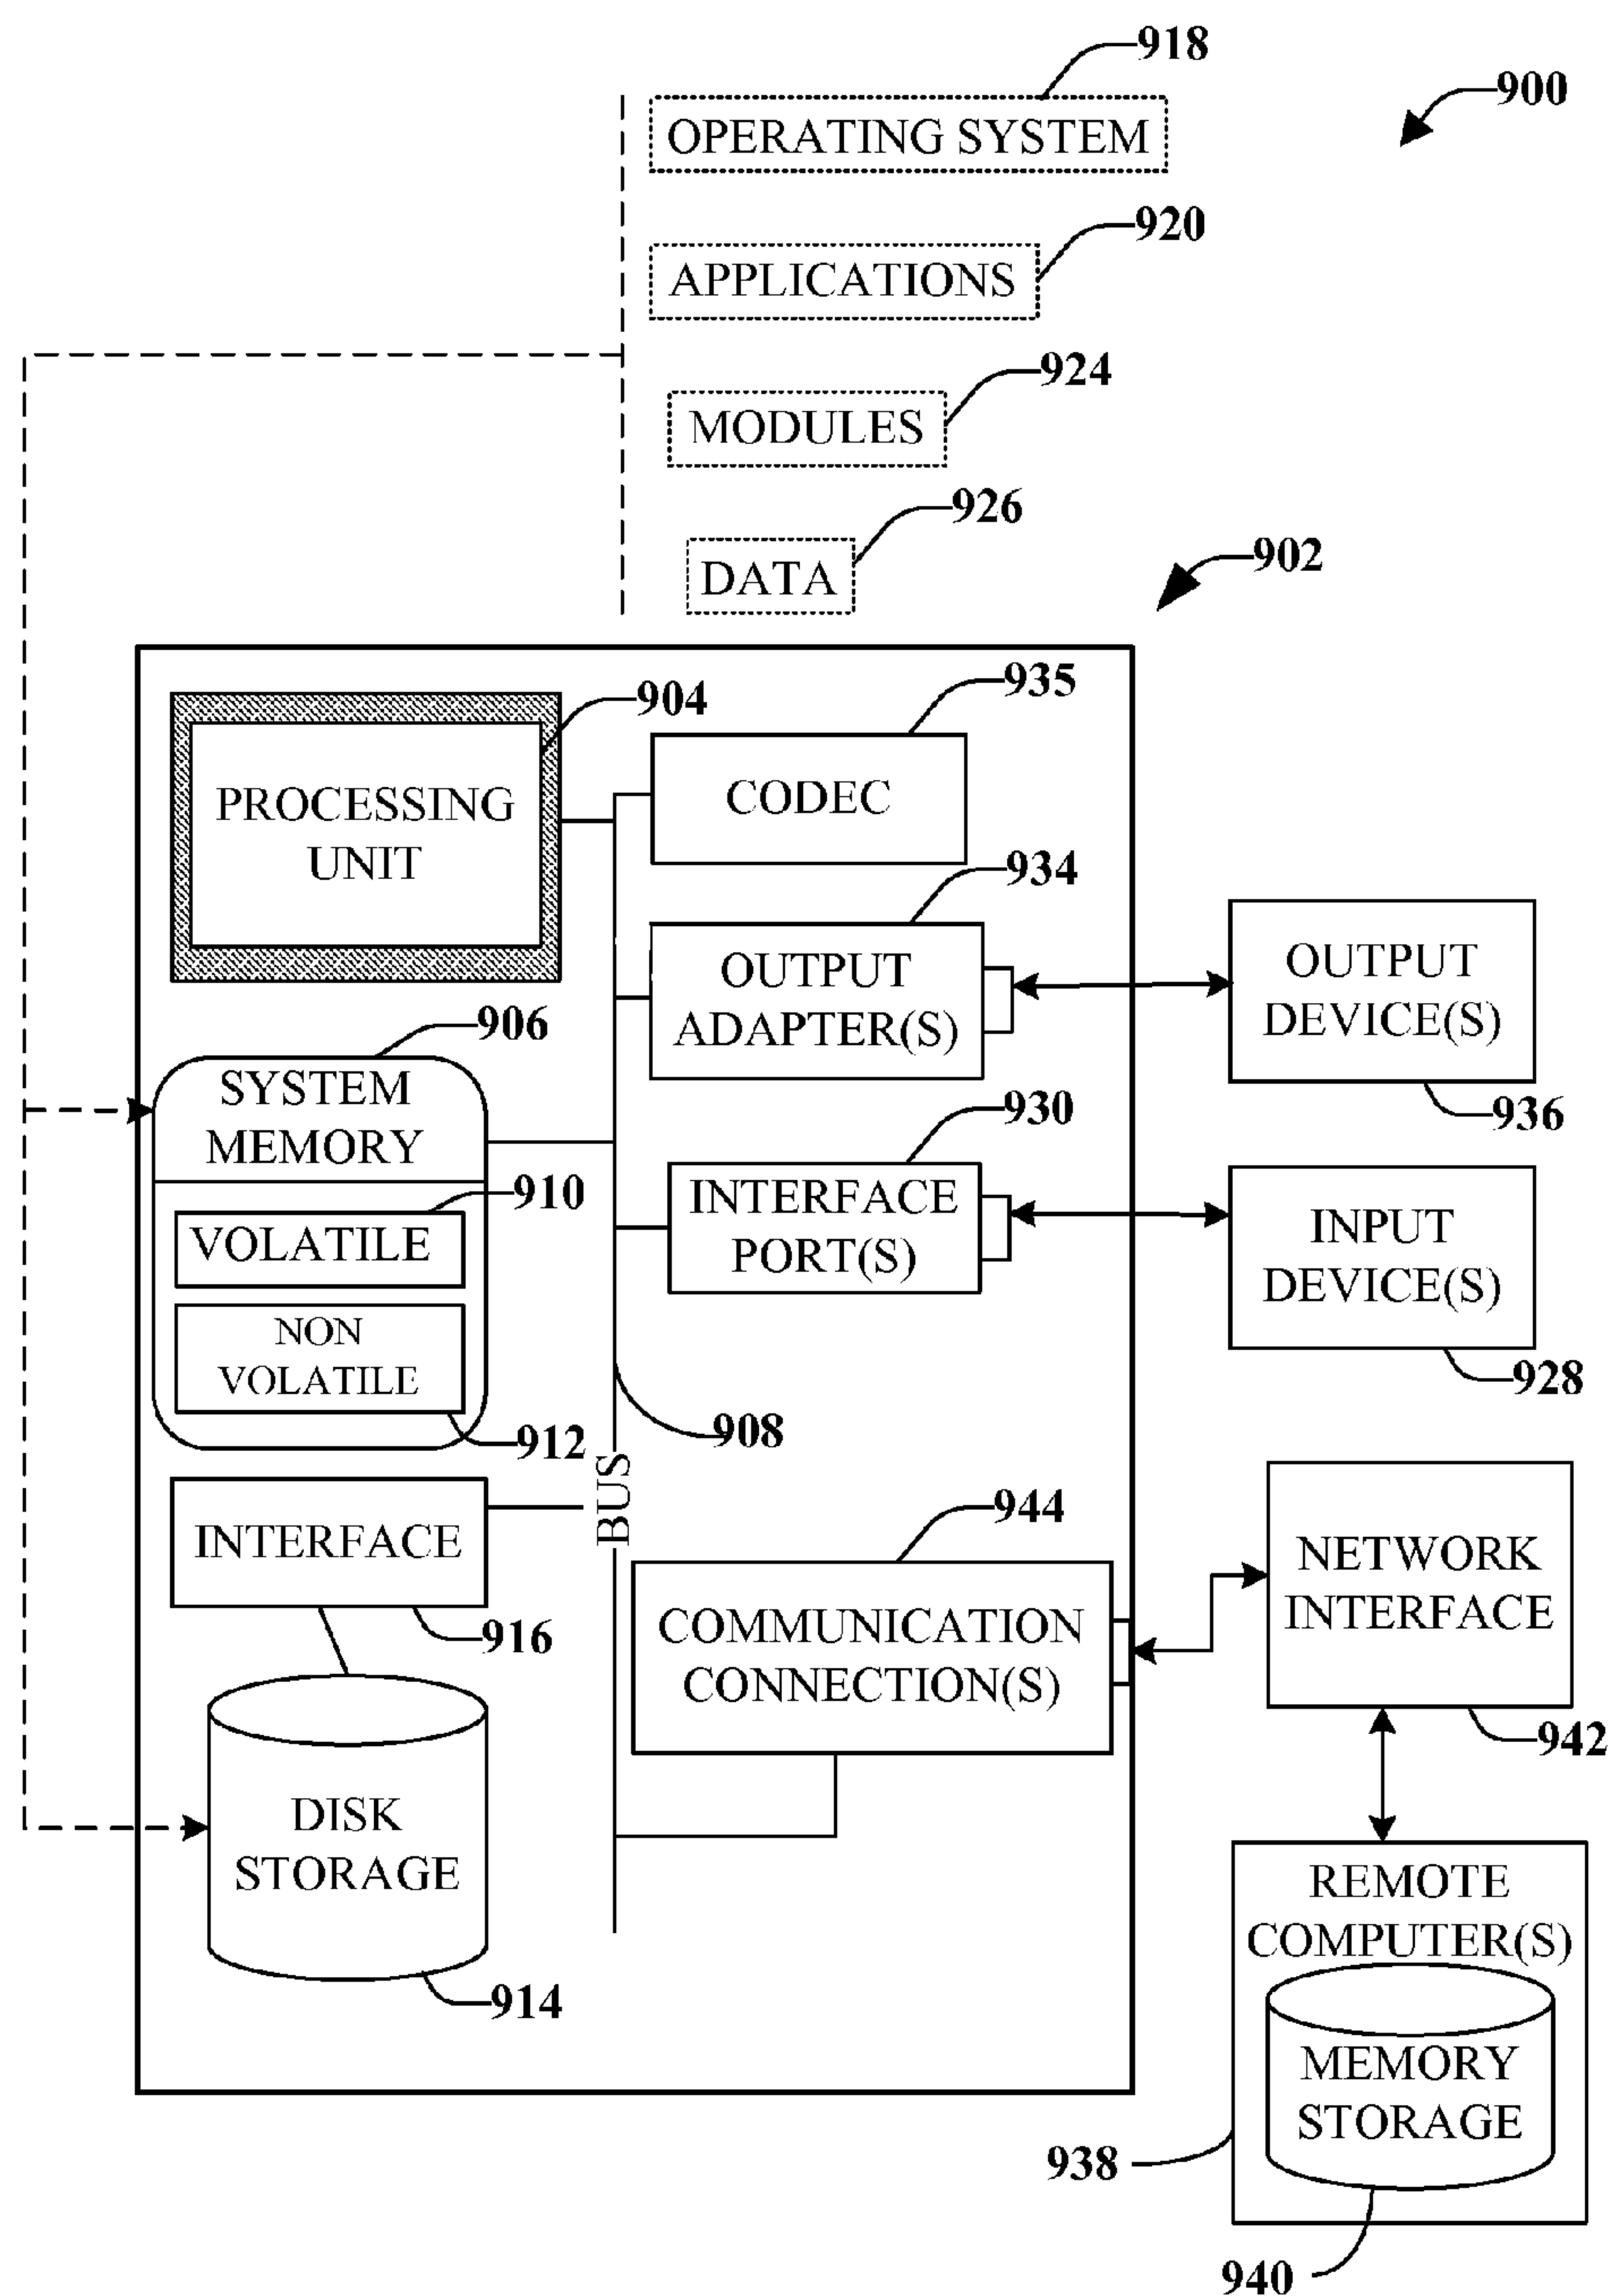 918
900
OPERATING SYSTEM
920
APPLICATIONS
924
MODULES
926
DATA
902
904
935
PROCESSING
UNIT
CODEC
934
OUTPUT
ADAPTER(S)
OUTPUT
DEVICE(S)
936
906
SYSTEM
MEMORY
910
VOLATILE
NON
VOLATILE
912
930
INTERFACE
PORT(S)
INPUT
DEVICE(S)
928
908
BUS
INTERFACE
916
944
COMMUNICATION
CONNECTION(S)
NETWORK
INTERFACE
942
DISK
STORAGE
914
REMOTE
COMPUTER(S)
MEMORY
STORAGE
938
940